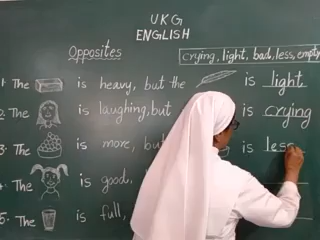 UKG
ENGLISH
Opposites
crying, light, bad, less, empty
1. The is heavy, but the is light
2. The is laughing, but is crying
3. The is more, but is less
4. The is good,
5. The is full,